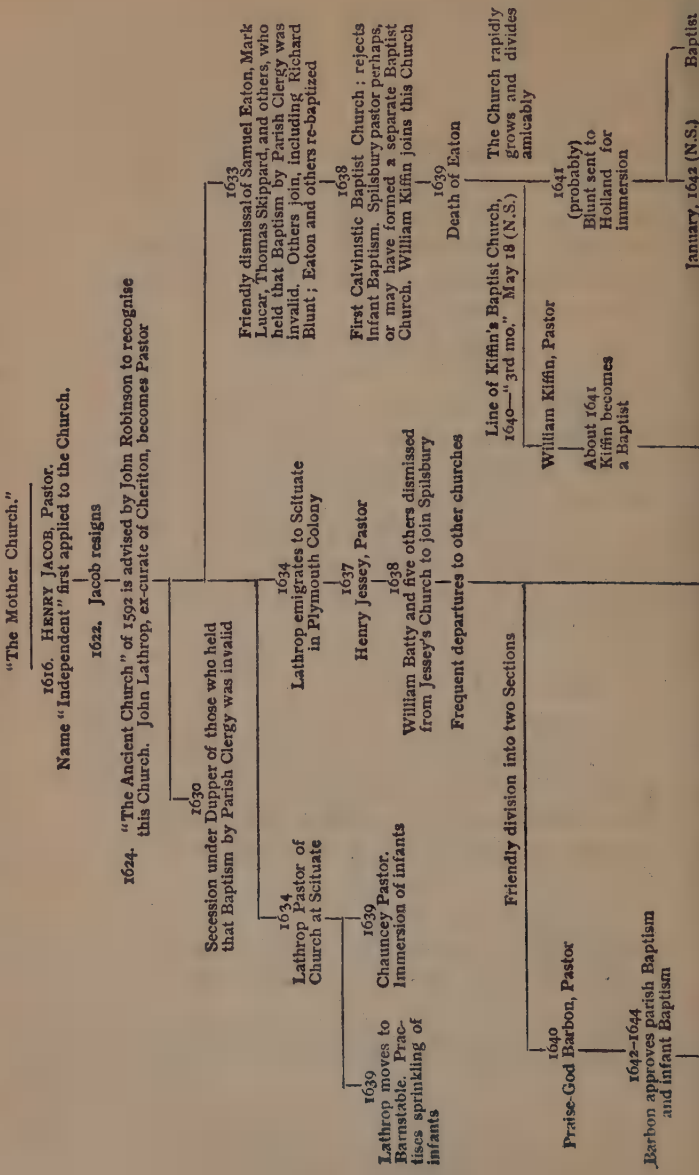 "The Mother Church."
1616. HENRY JACOB, Pastor.
Name "Independent" first applied to the Church.
1622. Jacob resigns
1624. "The Ancient Church" of 1592 is advised by John Robinson to recognise
this Church. John Lathrop, ex-curate of Cheriton, becomes Pastor
1630
Secession under Dupper of those who held
that Baptism by Parish Clergy was invalid
1633
Friendly dismissal of Samuel Eaton, Mark
Lucar, Thomas Skippard, and others, who
held that Baptism by Parish Clergy was
invalid. Others join, including Richard
Blunt; Eaton and others re-baptized
1634
Lathrop Pastor of
Church at Scituate
1634
Lathrop emigrates to Scituate
in Plymouth Colony
1639
Lathrop moves to
Barnstable. Prac-
tises sprinkling of
infants
1639
Chauncey Pastor.
Immersion of infants
1637
Henry Jessey, Pastor
1638
William Batty and five others dismissed
from Jessey's Church to join Spilsbury
Frequent departures to other churches
1638
First Calvinistic Baptist Church; rejects
Infant Baptism. Spilsbury pastor perhaps,
or may have formed a separate Baptist
Church. William Kiffin joins this Church
1639
Death of Eaton
Friendly division into two Sections
Line of Kiffin's Baptist Church,
1640—"3rd mo." May 18 (N.S.)
The Church rapidly
grows and divides
amicably
1640
Praise-God Barbon, Pastor
William Kiffin, Pastor
1641
(probably)
Blunt sent to
Holland for
immersion
1642-1644
Barbon approves parish Baptism
and infant Baptism
About 1641
Kiffin becomes
a Baptist
January, 1642 (N.S.) Baptist